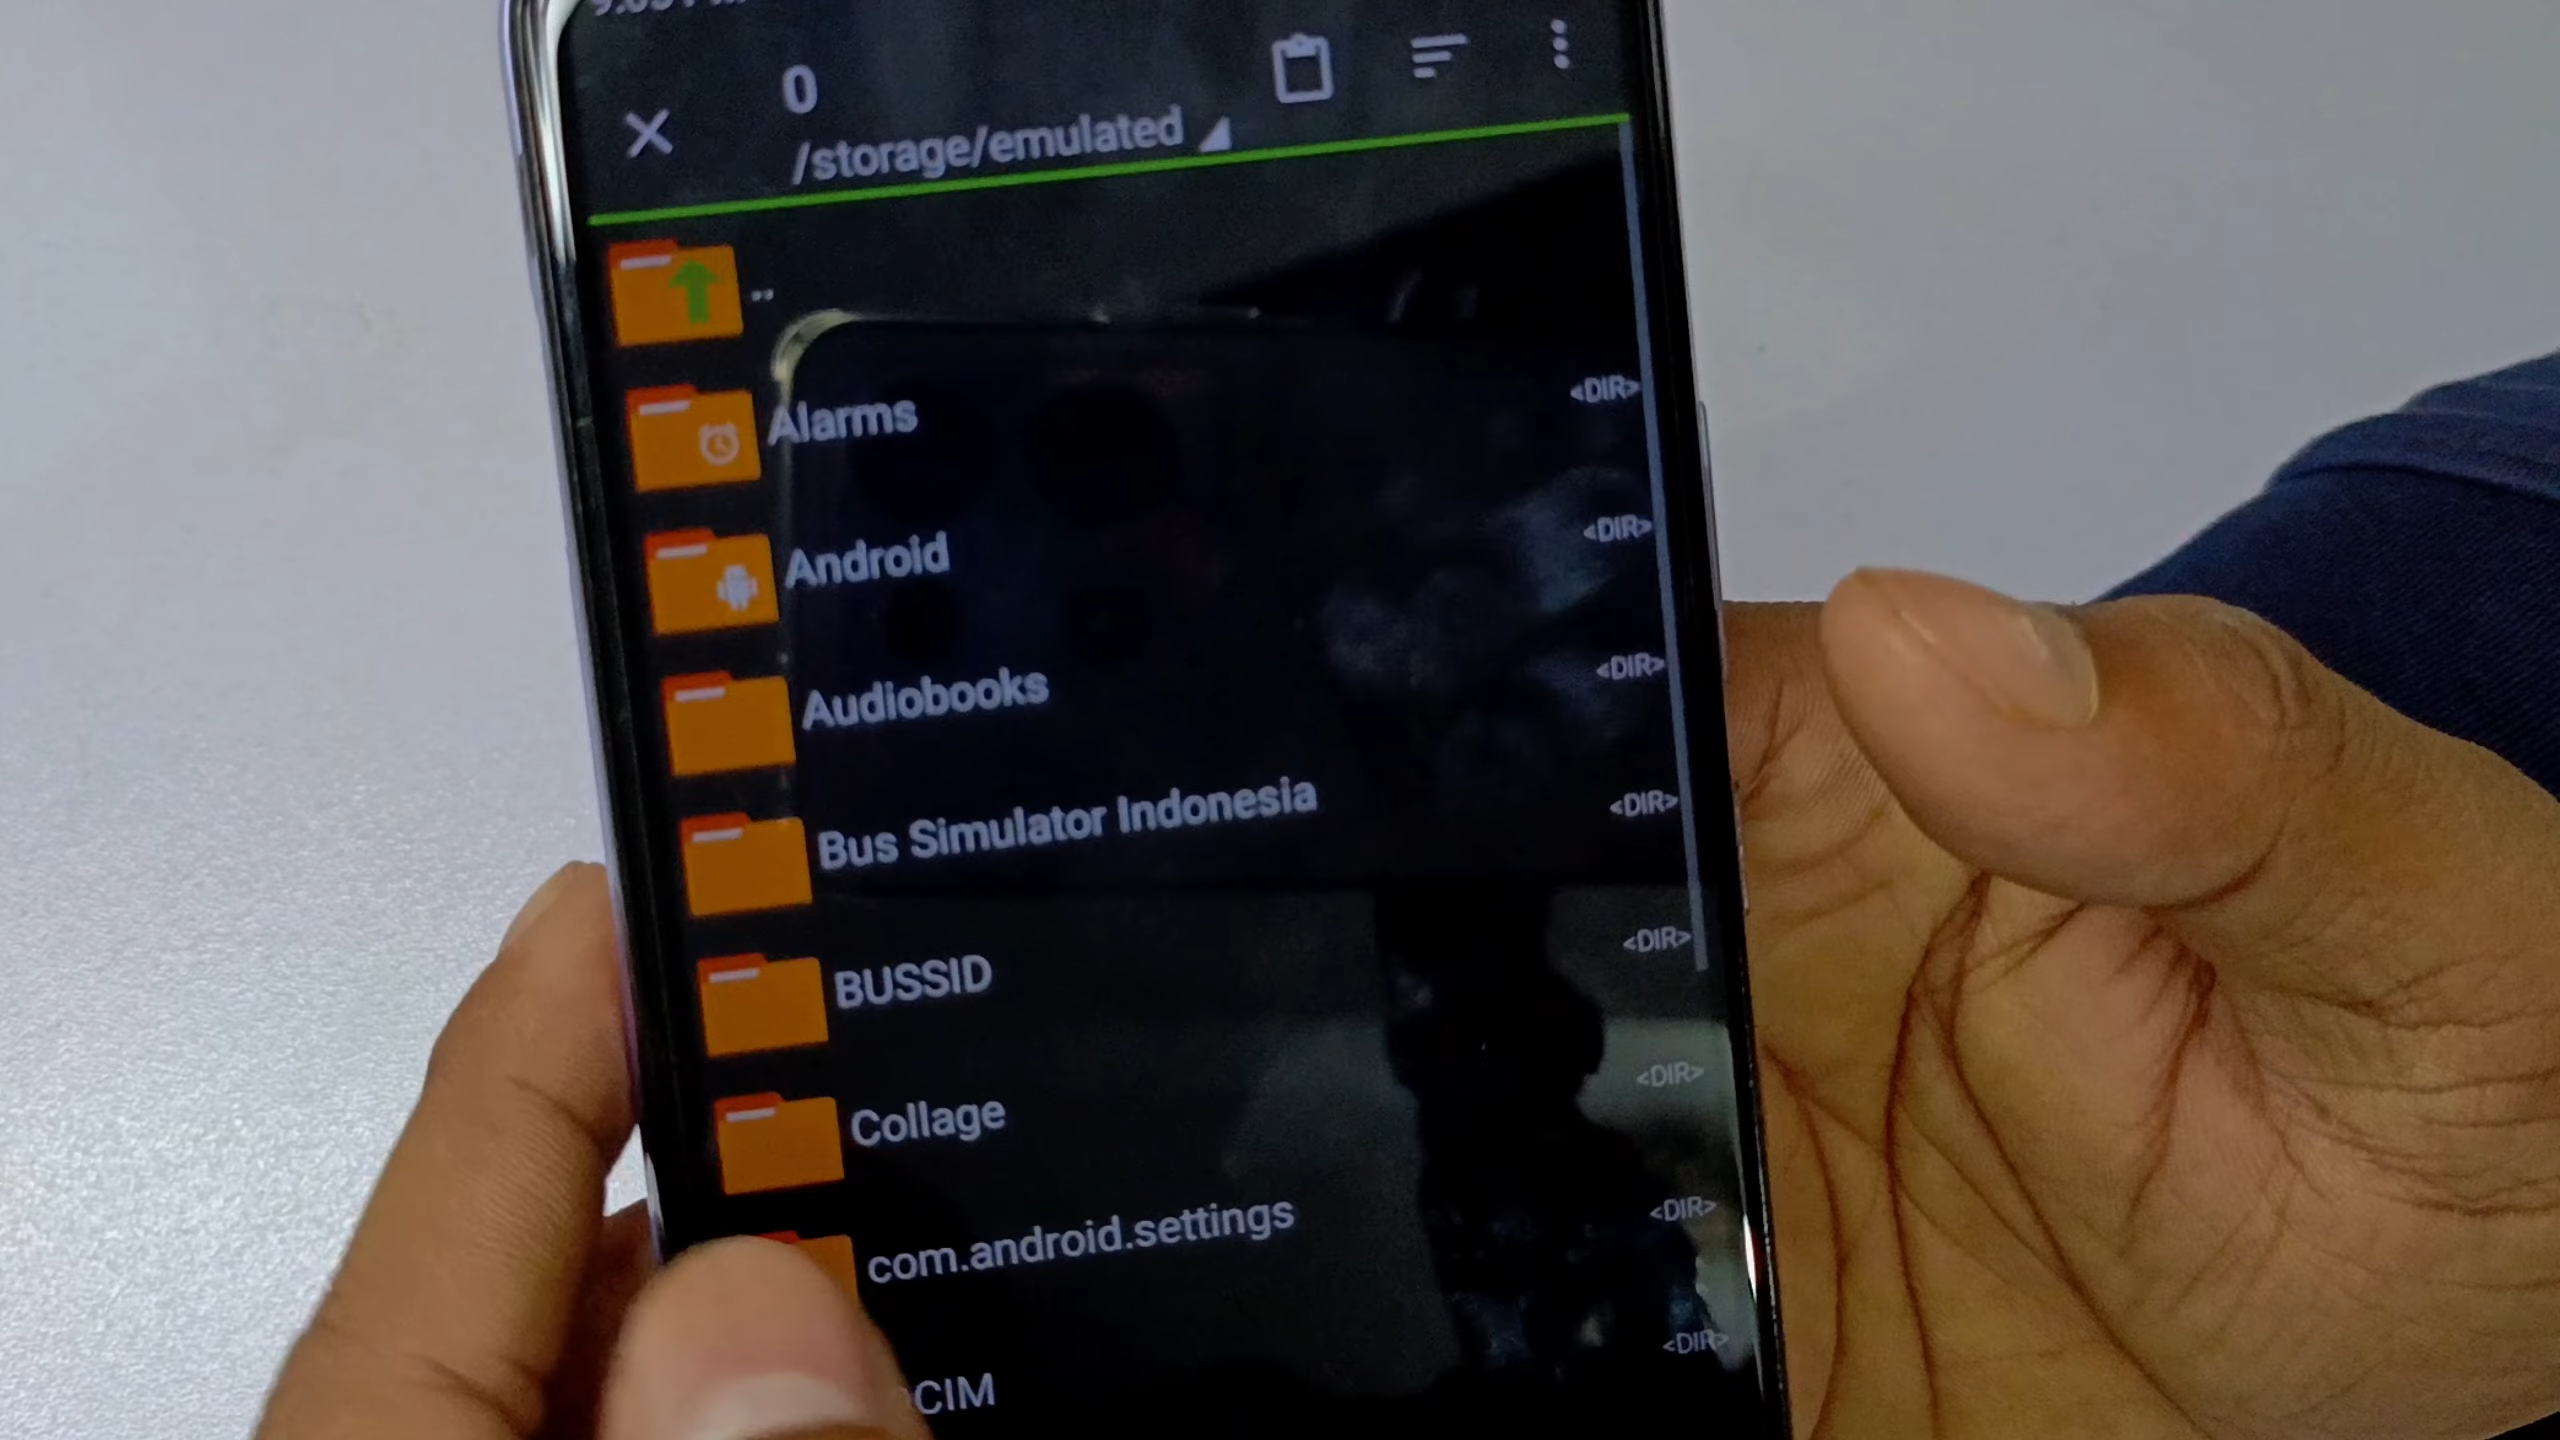 0
/storage/emulated
..
Alarms <DIR>
Android <DIR>
Audiobooks <DIR>
Bus Simulator Indonesia <DIR>
BUSSID <DIR>
Collage <DIR>
com.android.settings <DIR>
CIM <DIR>